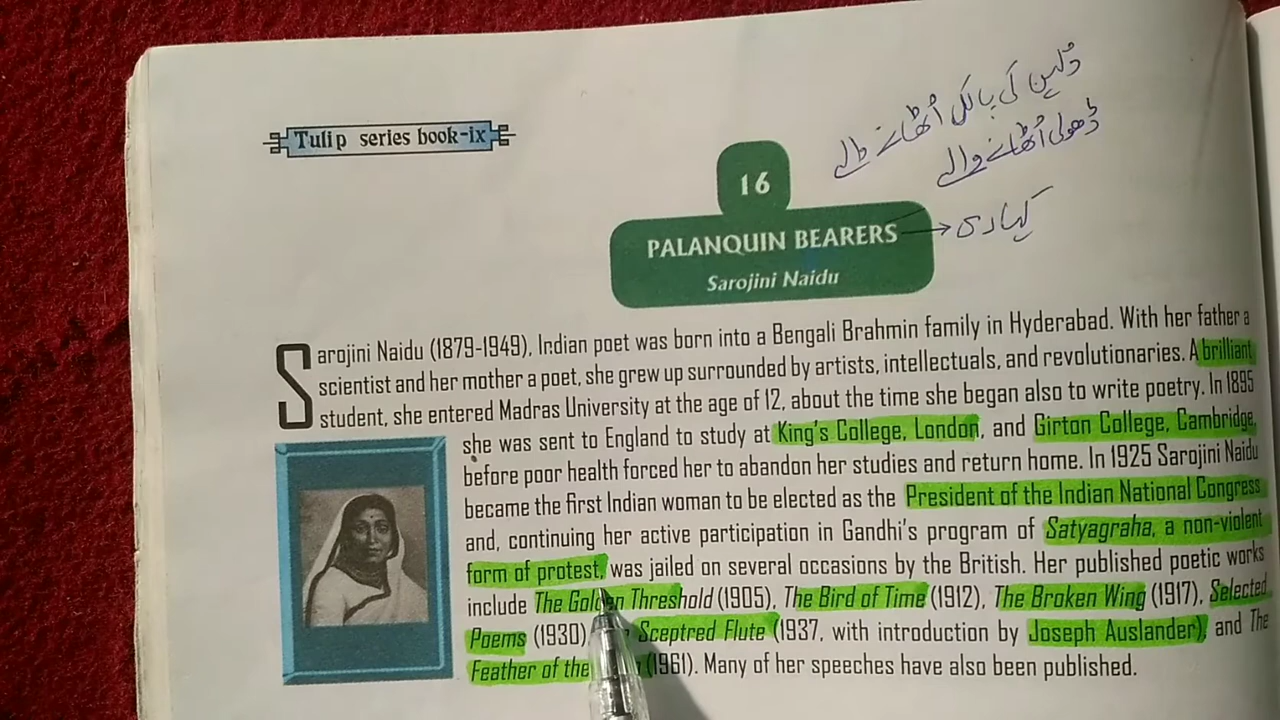 Tulip series book-ix
دُلہن کی پالکی اُٹھانے والے
ڈھولی اُٹھانے والے
16
PALANQUIN BEARERS
کہاری
Sarojini Naidu
Sarojini Naidu (1879-1949), Indian poet was born into a Bengali Brahmin family in Hyderabad. With her father a
scientist and her mother a poet, she grew up surrounded by artists, intellectuals, and revolutionaries. A brilliant
student, she entered Madras University at the age of 12, about the time she began also to write poetry. In 1895
she was sent to England to study at King's College, London, and Girton College, Cambridge,
before poor health forced her to abandon her studies and return home. In 1925 Sarojini Naidu
became the first Indian woman to be elected as the President of the Indian National Congress
and, continuing her active participation in Gandhi's program of Satyagraha, a non-violent
form of protest, was jailed on several occasions by the British. Her published poetic works
include The Golden Threshold (1905), The Bird of Time (1912), The Broken Wing (1917), Selected
Poems (1930), Sceptred Flute (1937, with introduction by Joseph Auslander), and The
Feather of the (1961). Many of her speeches have also been published.